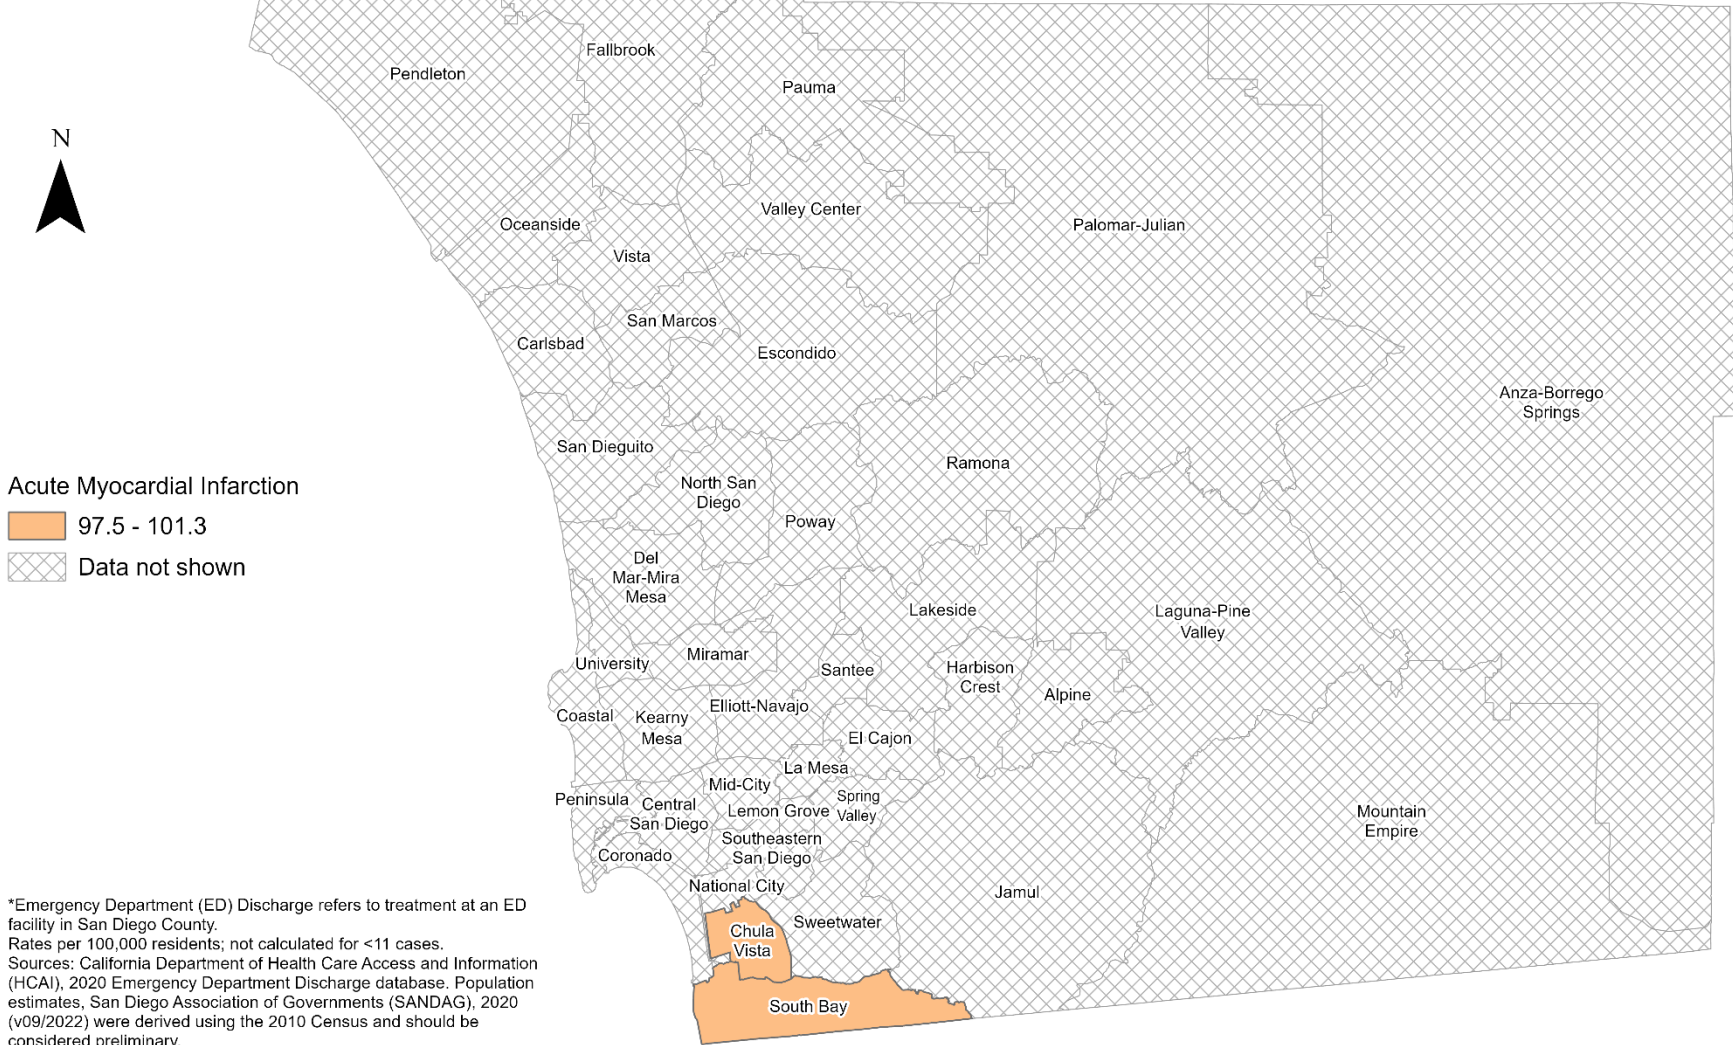 Fallbrook
Pendleton
Pauma
N
Valley Center
Oceanside
Palomar-Julian
Vista
San Marcos
Carlsbad
Escondido
Anza-Borrego
Springs
San Dieguito
Ramona
North San
Diego
Poway
Acute Myocardial Infarction
97.5 - 101.3
Data not shown
Del
Mar-Mira
Mesa
Lakeside
Laguna-Pine
Valley
Miramar
University
Santee
Harbison
Crest
Alpine
Elliott-Navajo
Coastal
Kearny
Mesa
El Cajon
La Mesa
Mid-City
Peninsula
Central
San Diego
Lemon Grove
Spring
Valley
Mountain
Empire
Southeastern
San Diego
Coronado
National City
Jamul
Sweetwater
Chula
Vista
South Bay
*Emergency Department (ED) Discharge refers to treatment at an ED
facility in San Diego County.
Rates per 100,000 residents; not calculated for <11 cases.
Sources: California Department of Health Care Access and Information
(HCAI), 2020 Emergency Department Discharge database. Population
estimates, San Diego Association of Governments (SANDAG), 2020
(v09/2022) were derived using the 2010 Census and should be
considered preliminary.